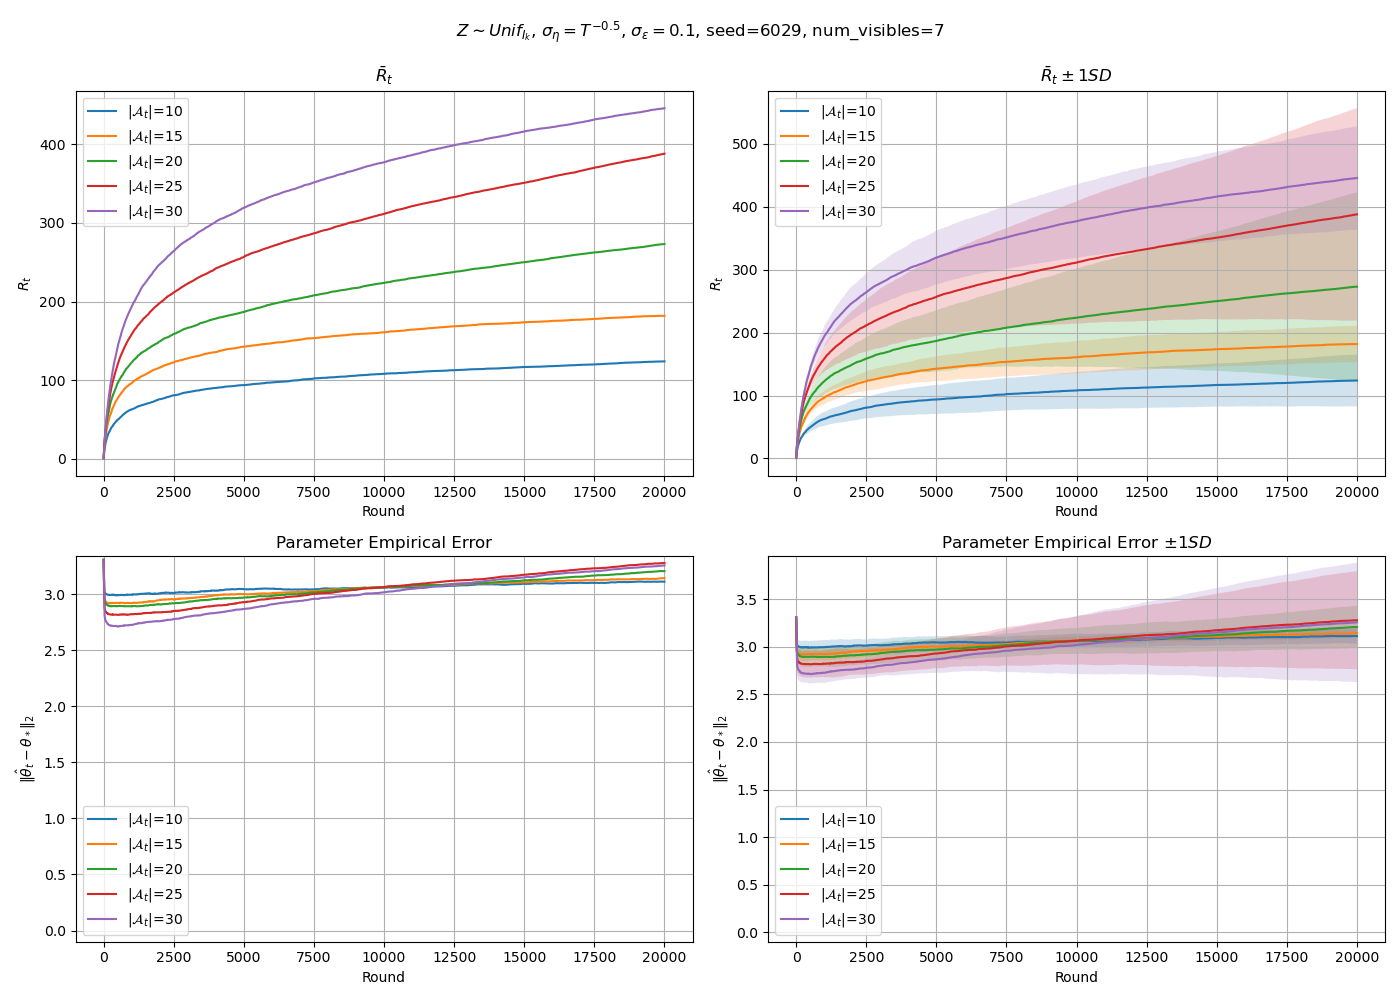 Z ~ Unif_{I_k}, σ_η = T^{−0.5}, σ_ε = 0.1, seed=6029, num_visibles=7
R̄_t
R_t
400
300
200
100
0
|𝒜_t|=10
|𝒜_t|=15
|𝒜_t|=20
|𝒜_t|=25
|𝒜_t|=30
0 2500 5000 7500 10000 12500 15000 17500 20000
Round
R̄_t ± 1SD
R_t
500
400
300
200
100
0
|𝒜_t|=10
|𝒜_t|=15
|𝒜_t|=20
|𝒜_t|=25
|𝒜_t|=30
0 2500 5000 7500 10000 12500 15000 17500 20000
Round
Parameter Empirical Error
‖θ̂_t − θ_*‖_2
3.0
2.5
2.0
1.5
1.0
0.5
0.0
|𝒜_t|=10
|𝒜_t|=15
|𝒜_t|=20
|𝒜_t|=25
|𝒜_t|=30
0 2500 5000 7500 10000 12500 15000 17500 20000
Round
Parameter Empirical Error ±1SD
‖θ̂_t − θ_*‖_2
3.5
3.0
2.5
2.0
1.5
1.0
0.5
0.0
|𝒜_t|=10
|𝒜_t|=15
|𝒜_t|=20
|𝒜_t|=25
|𝒜_t|=30
0 2500 5000 7500 10000 12500 15000 17500 20000
Round